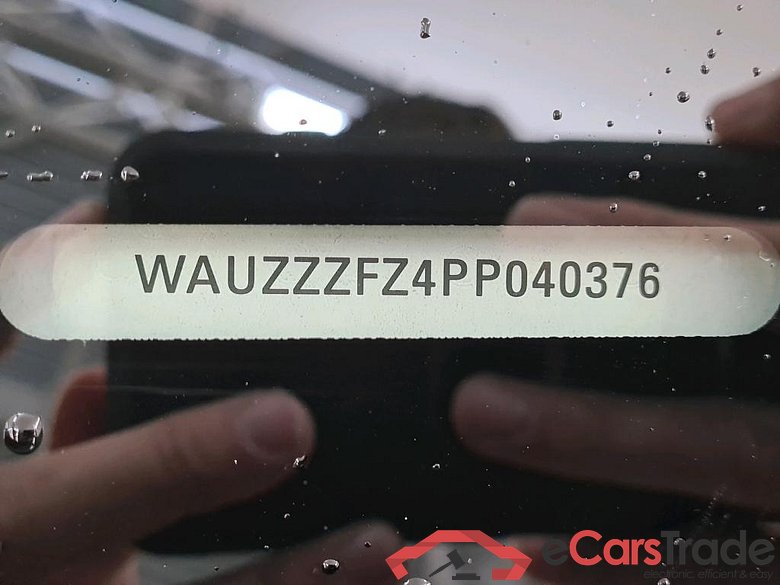 WAUZZZFZ4PP040376
eCarsTrade
electronic, efficient & easy